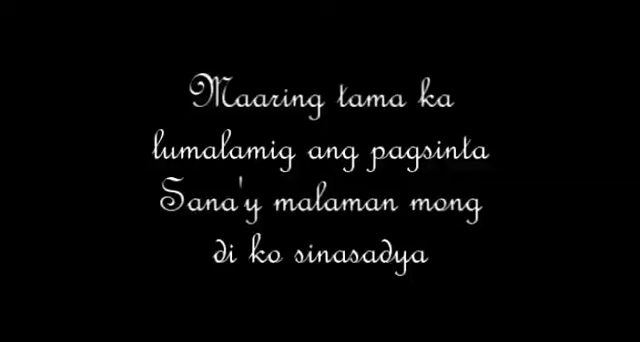 Maaring tama ka
lumalamig ang pagsinta
Sana'y malaman mong
di ko sinasadya